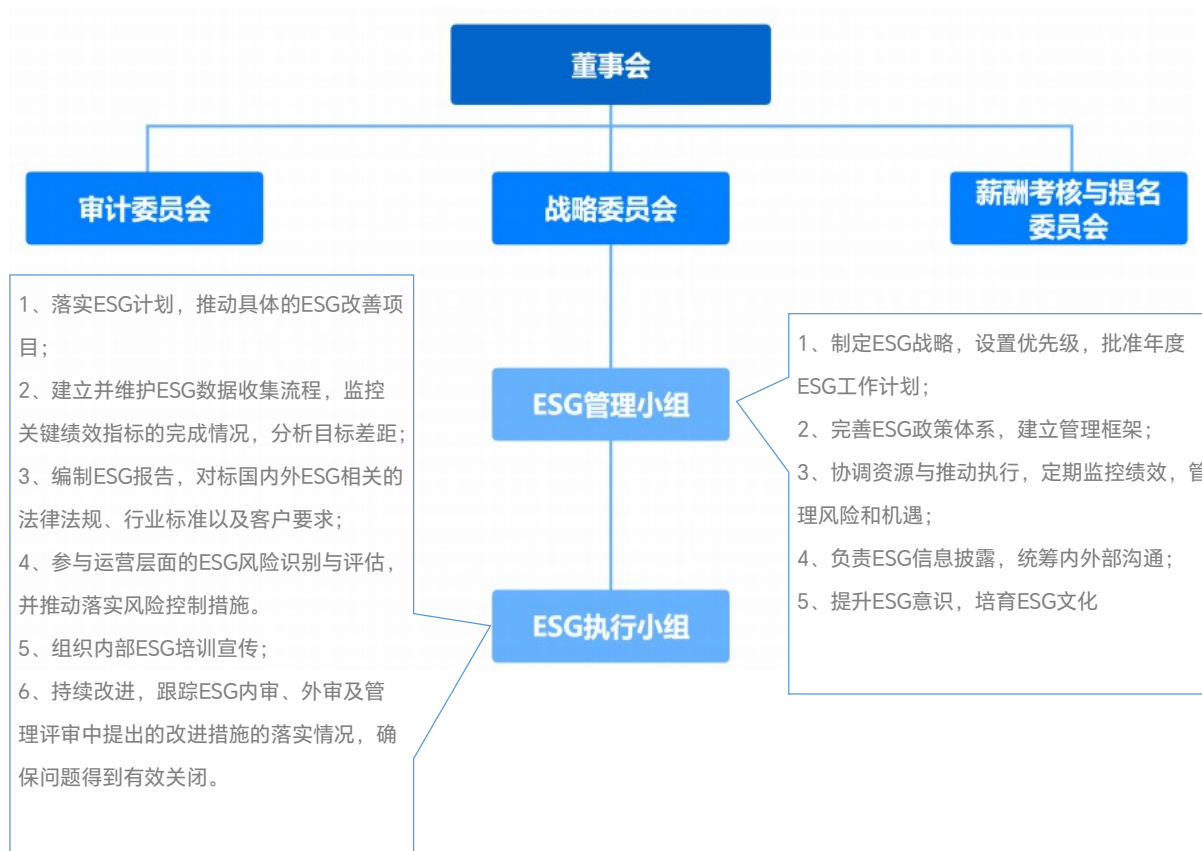 董事会
审计委员会
战略委员会
薪酬考核与提名
委员会
1、落实ESG计划，推动具体的ESG改善项
目；
2、建立并维护ESG数据收集流程，监控
关键绩效指标的完成情况，分析目标差距；
3、编制ESG报告，对标国内外ESG相关的
法律法规、行业标准以及客户要求；
4、参与运营层面的ESG风险识别与评估，
并推动落实风险控制措施。
5、组织内部ESG培训宣传；
6、持续改进，跟踪ESG内审、外审及管
理评审中提出的改进措施的落实情况，确
保问题得到有效关闭。
ESG管理小组
1、制定ESG战略，设置优先级，批准年度
ESG工作计划；
2、完善ESG政策体系，建立管理框架；
3、协调资源与推动执行，定期监控绩效，管
理风险和机遇；
4、负责ESG信息披露，统筹内外部沟通；
5、提升ESG意识，培育ESG文化
ESG执行小组